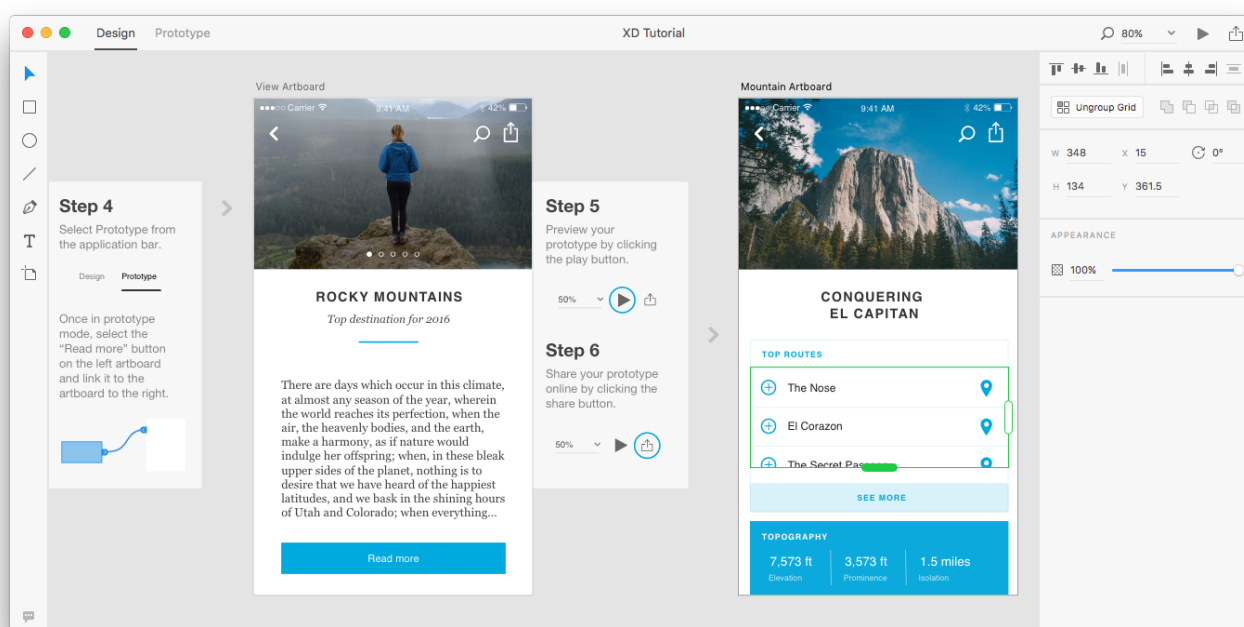 Design Prototype XD Tutorial 80%
View Artboard
Carrier 9:41 AM 42%
Step 4
Select Prototype from
the application bar.
Design Prototype
Once in prototype
mode, select the
“Read more” button
on the left artboard
and link it to the
artboard to the right.
ROCKY MOUNTAINS
Top destination for 2016
There are days which occur in this climate,
at almost any season of the year, wherein
the world reaches its perfection, when the
air, the heavenly bodies, and the earth,
make a harmony, as if nature would
indulge her offspring; when, in these bleak
upper sides of the planet, nothing is to
desire that we have heard of the happiest
latitudes, and we bask in the shining hours
of Utah and Colorado; when everything...
Read more
Step 5
Preview your
prototype by clicking
the play button.
50%
Step 6
Share your prototype
online by clicking the
share button.
50%
Mountain Artboard
Carrier 9:41 AM 42%
CONQUERING
EL CAPITAN
TOP ROUTES
The Nose
El Corazon
The Secret Passage
SEE MORE
TOPOGRAPHY
7,573 ft 3,573 ft 1.5 miles
Elevation Prominence Isolation
Ungroup Grid
W 348 X 15 0°
H 134 Y 361.5
APPEARANCE
100%